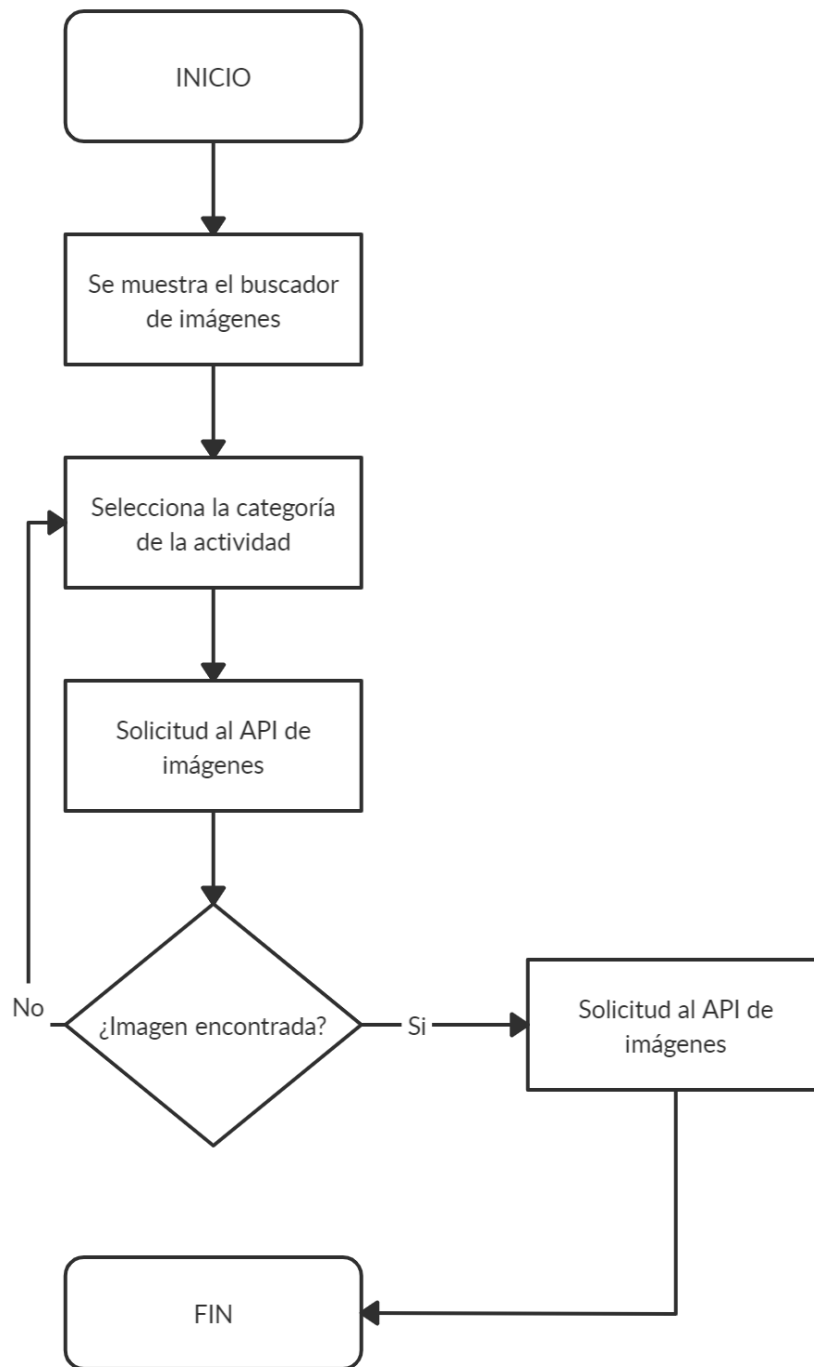 INICIO
Se muestra el buscador
de imágenes
Selecciona la categoría
de la actividad
Solicitud al API de
imágenes
¿Imagen encontrada?
No
Si
Solicitud al API de
imágenes
FIN